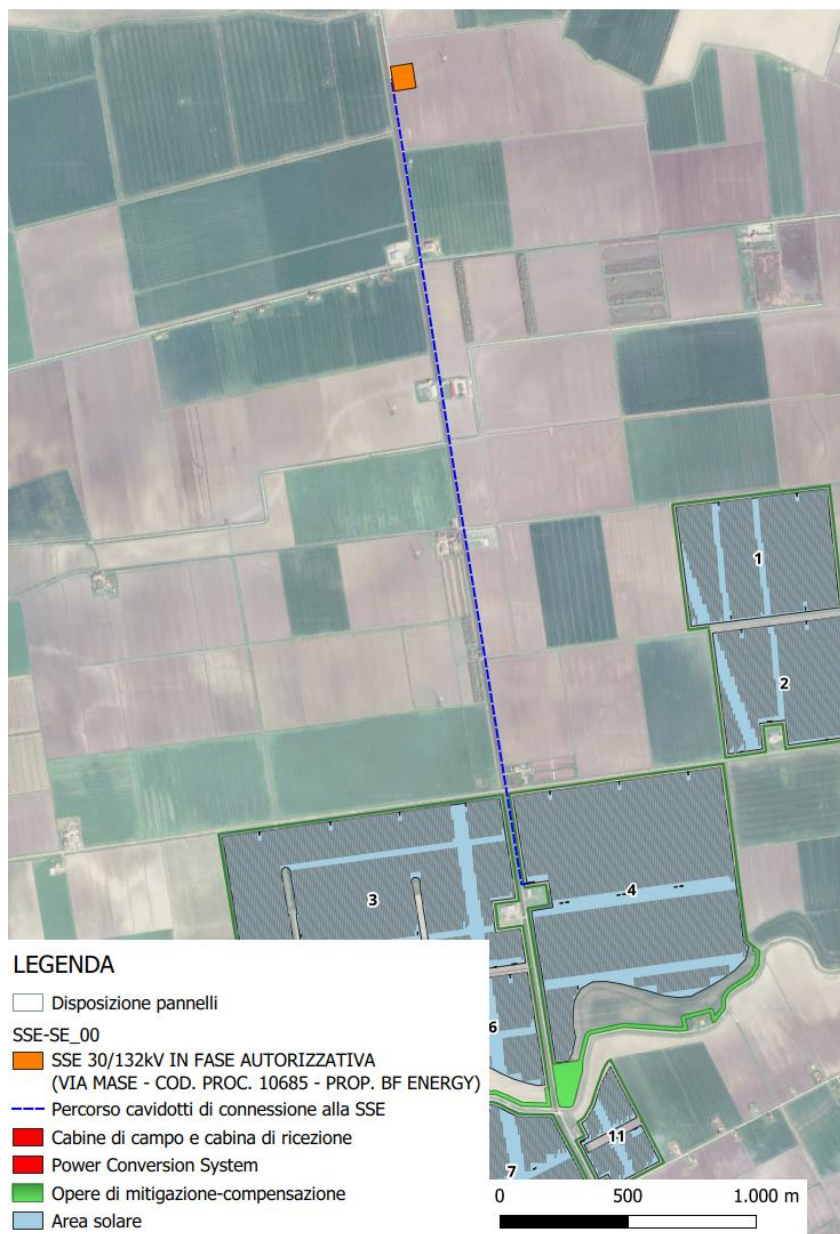 1
2
3
4
6
7
11
LEGENDA
Disposizione pannelli
SSE-SE_00
SSE 30/132kV IN FASE AUTORIZZATIVA
(VIA MASE - COD. PROC. 10685 - PROP. BF ENERGY)
Percorso cavidotti di connessione alla SSE
Cabine di campo e cabina di ricezione
Power Conversion System
Opere di mitigazione-compensazione
Area solare
0 500 1.000 m